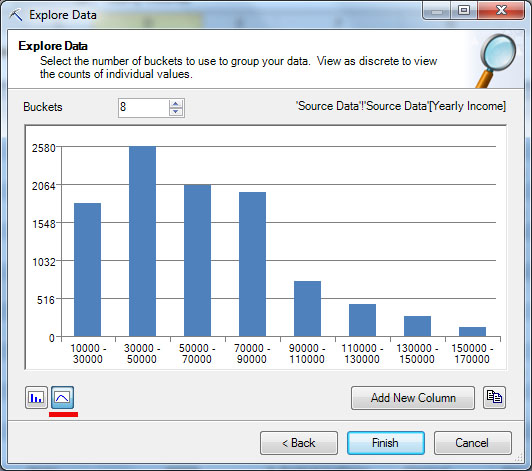 Explore Data
Explore Data
Select the number of buckets to use to group your data. View as discrete to view
the counts of individual values.
Buckets 8 'Source Data'!'Source Data'[Yearly Income]
2580
2064
1548
1032
516
0
10000 - 30000 - 50000 - 70000 - 90000 - 110000 - 130000 - 150000 -
30000 50000 70000 90000 110000 130000 150000 170000
Add New Column
< Back Finish Cancel